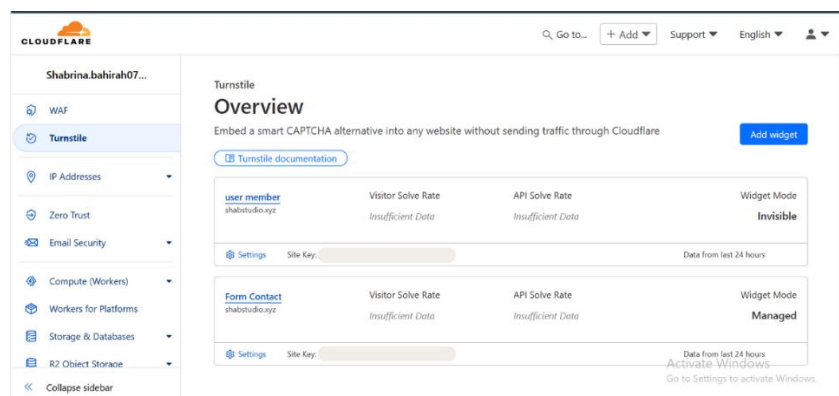 CLOUDFLARE
Go to... + Add Support English
Shabrina.bahirah07...
WAF
Turnstile
IP Addresses
Zero Trust
Email Security
Compute (Workers)
Workers for Platforms
Storage & Databases
R2 Object Storage
Collapse sidebar
Turnstile
Overview
Embed a smart CAPTCHA alternative into any website without sending traffic through Cloudflare
Add widget
Turnstile documentation
user member Visitor Solve Rate API Solve Rate Widget Mode
shabstudio.xyz Insufficient Data Insufficient Data Invisible
Settings Site Key: Data from last 24 hours
Form Contact Visitor Solve Rate API Solve Rate Widget Mode
shabstudio.xyz Insufficient Data Insufficient Data Managed
Settings Site Key: Data from last 24 hours
Activate Windows
Go to Settings to activate Windows.